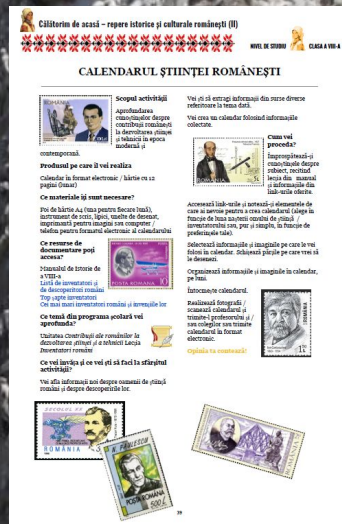 Călătorim de acasă – repere istorice și culturale românești (II)
NIVEL DE STUDIU
CLASA A VIII-A
CALENDARUL ȘTIINȚEI ROMÂNEȘTI
ROMÂNIA
Scopul activității
Aprofundarea
cunoștințelor despre
contribuții românești
la dezvoltarea științei
și tehnicii în epoca
modernă și
contemporană.
Produsul pe care îl vei realiza
Calendar în format electronic / hârtie cu 12
pagini (lunar)
Ce materiale îți sunt necesare?
Foi de hârtie A4 (una pentru fiecare lună),
instrument de scris, lipici, unelte de desenat,
imprimantă pentru imagini sau computer /
telefon pentru formatul electronic al calendarului
Ce resurse de
documentare poți
accesa?
Manualul de Istorie de
a VIII-a
Listă de inventatori și
de descoperitori români
Top șapte inventatori
Cei mai mari inventatori români și invențiile lor
POSTA ROMANA 10
Ce temă din programa școlară vei
aprofunda?
Unitatea Contribuții ale românilor la
dezvoltarea științei și a tehnicii Lecția
Inventatori români
Ce vei învăța și ce vei ști să faci la sfârșitul
activității?
Vei afla informații noi despre oamenii de știință
români și despre descoperirile lor.
ROMÂNIA
N. PAULESCU
POȘTA ROMÂNĂ
500L
Vei ști să extragi informații din surse diverse
referitoare la tema dată.
Vei crea un calendar folosind informațiile
colectate.
Cum vei
proceda?
Împrospătează-ți
cunoștințele despre
subiect, recitind
lecția din manual
și informațiile din
link-urile oferite.
Accesează link-urile și notează-ți elementele de
care ai nevoie pentru a crea calendarul (alege în
funcție de luna nașterii omului de știință /
inventatorului sau, pur și simplu, în funcție de
preferințele tale).
Selectează informațiile și imaginile pe care le vei
folosi în calendar. Schițează părțile pe care vrei să
le desenezi.
Organizează informațiile și imaginile în calendar,
pe luni.
Întocmește calendarul.
Realizează fotografii /
scanează calendarul și
trimite-l profesorului și /
sau colegilor sau trimite
calendarul în format
electronic.
Opinia ta contează!
39